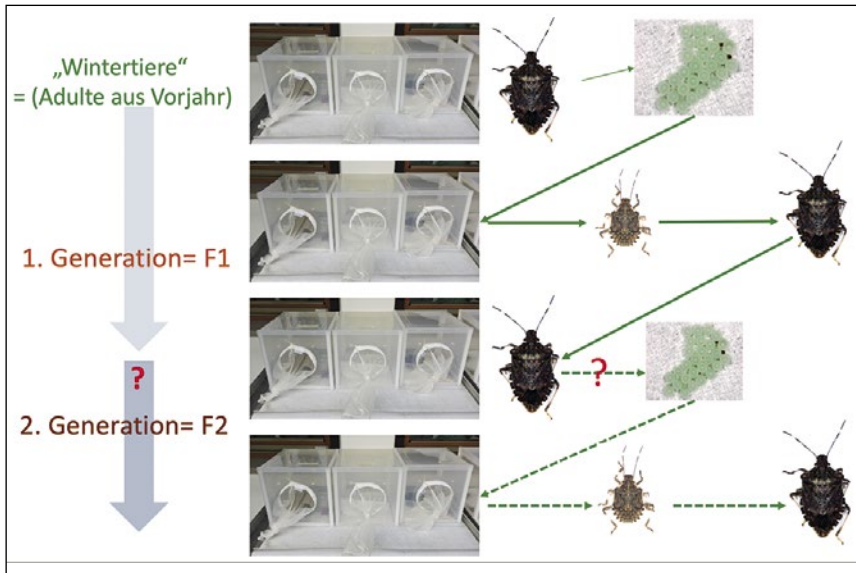 „Wintertiere“
= (Adulte aus Vorjahr)
1. Generation= F1
?
?
2. Generation= F2